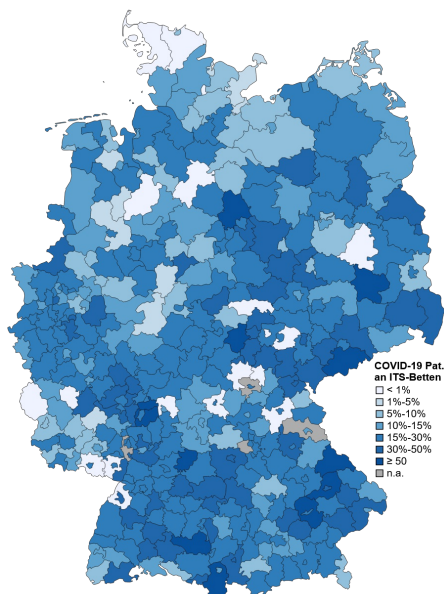 COVID-19 Pat.
an ITS-Betten
< 1%
1%-5%
5%-10%
10%-15%
15%-30%
30%-50%
≥ 50
n.a.